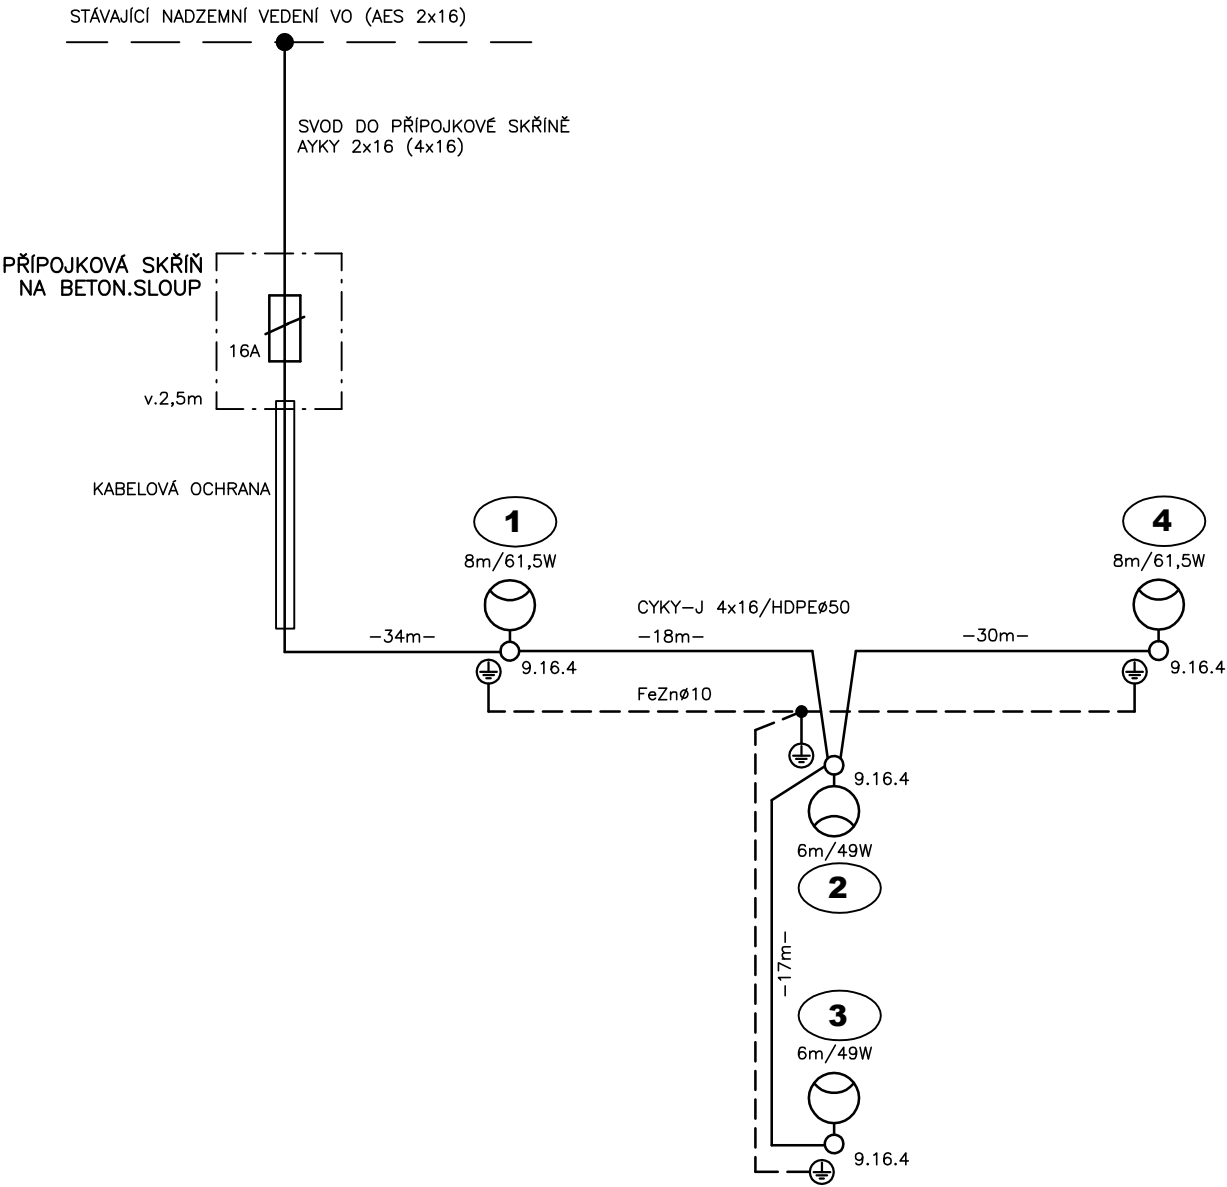 STÁVAJÍCÍ NADZEMNÍ VEDENÍ VO (AES 2x16)
SVOD DO PŘÍPOJKOVÉ SKŘÍNĚ
AYKY 2x16 (4x16)
PŘÍPOJKOVÁ SKŘÍŇ
NA BETON.SLOUP
16A
v.2,5m
KABELOVÁ OCHRANA
1
8m/61,5W
4
8m/61,5W
CYKY-J 4x16/HDPEø50
-34m-
-18m-
-30m-
9.16.4
9.16.4
FeZnø10
9.16.4
6m/49W
2
-17m-
3
6m/49W
9.16.4